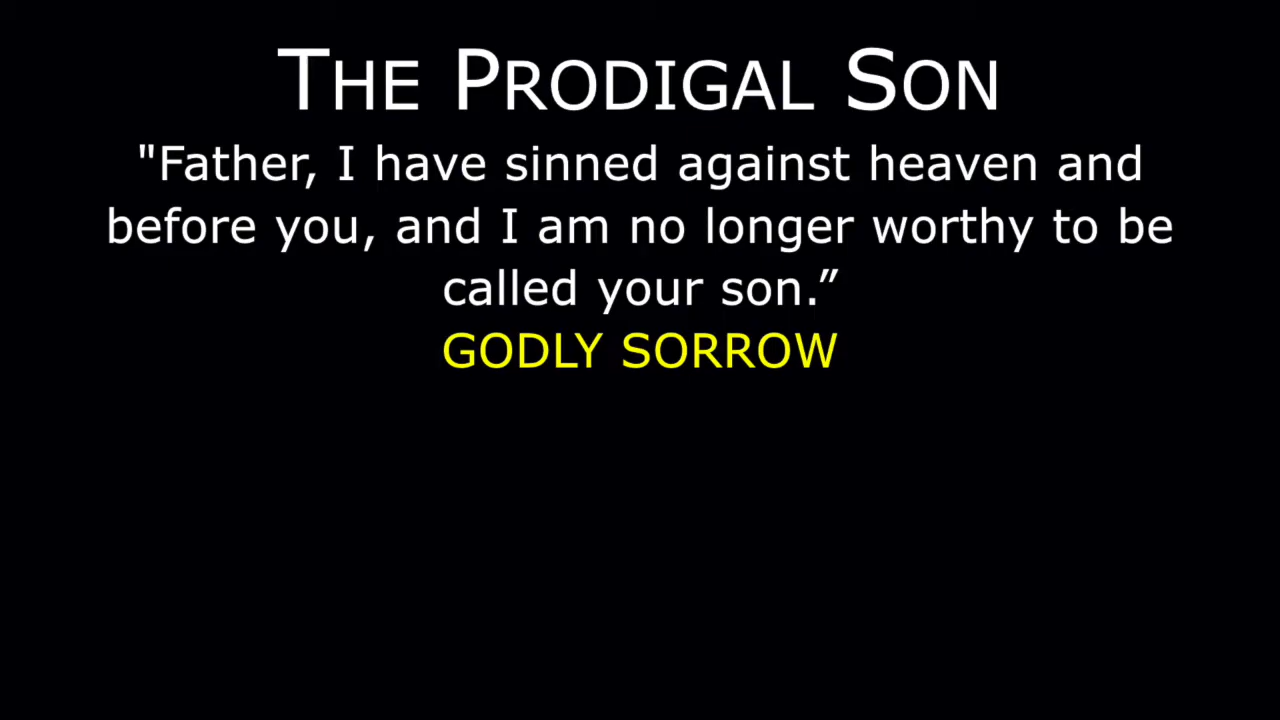 THE PRODIGAL SON
"Father, I have sinned against heaven and
before you, and I am no longer worthy to be
called your son.”
GODLY SORROW